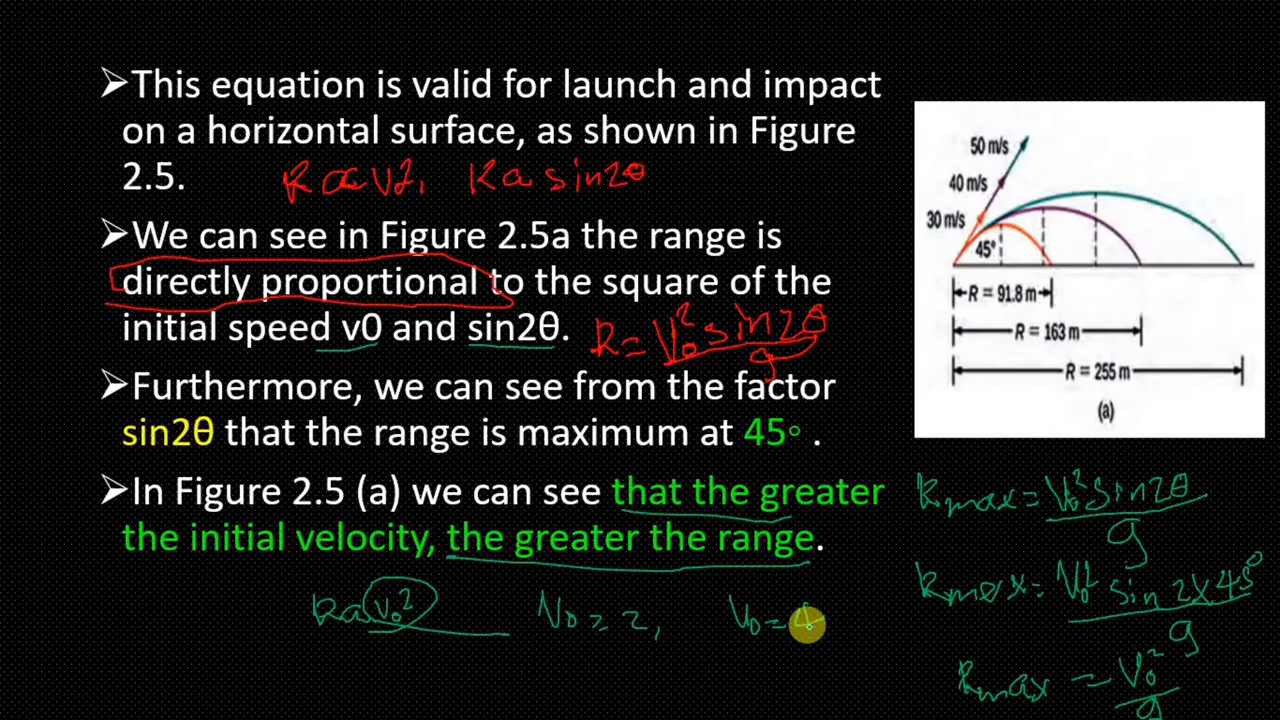 ➢This equation is valid for launch and impact
on a horizontal surface, as shown in Figure
2.5.
R α v₀², R α sin2θ
➢We can see in Figure 2.5a the range is
directly proportional to the square of the
initial speed v0 and sin2θ.
R = V₀² sin2θ / g
➢Furthermore, we can see from the factor
sin2θ that the range is maximum at 45° .
➢In Figure 2.5 (a) we can see that the greater
the initial velocity, the greater the range.
R α v₀² V₀ = 2, V₀ = 4
50 m/s
40 m/s
30 m/s
45°
R = 91.8 m
R = 163 m
R = 255 m
(a)
Rmax = V₀² sin2θ / g
Rmax = V₀² sin 2x45° / g
Rmax = V₀² / g